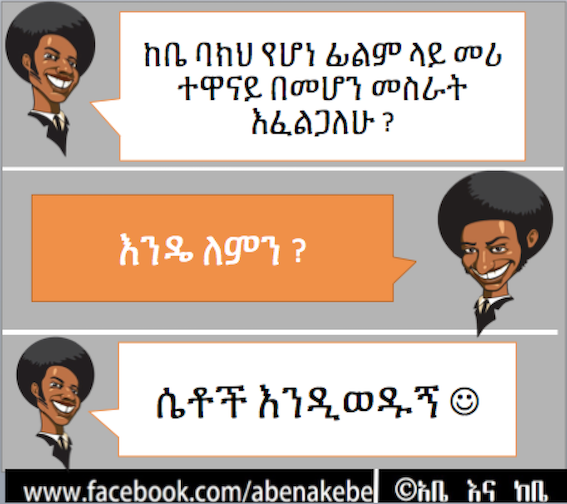 ከቤ ባክህ የሆነ ፊልም ላይ መሪ
ተዋናይ በመሆን መስራት
እፈልጋለሁ ?
እንዴ ለምን ?
ሴቶች እንዲወዱኝ ☺
www.facebook.com/abenakebe
©አቤ እና ከቤ